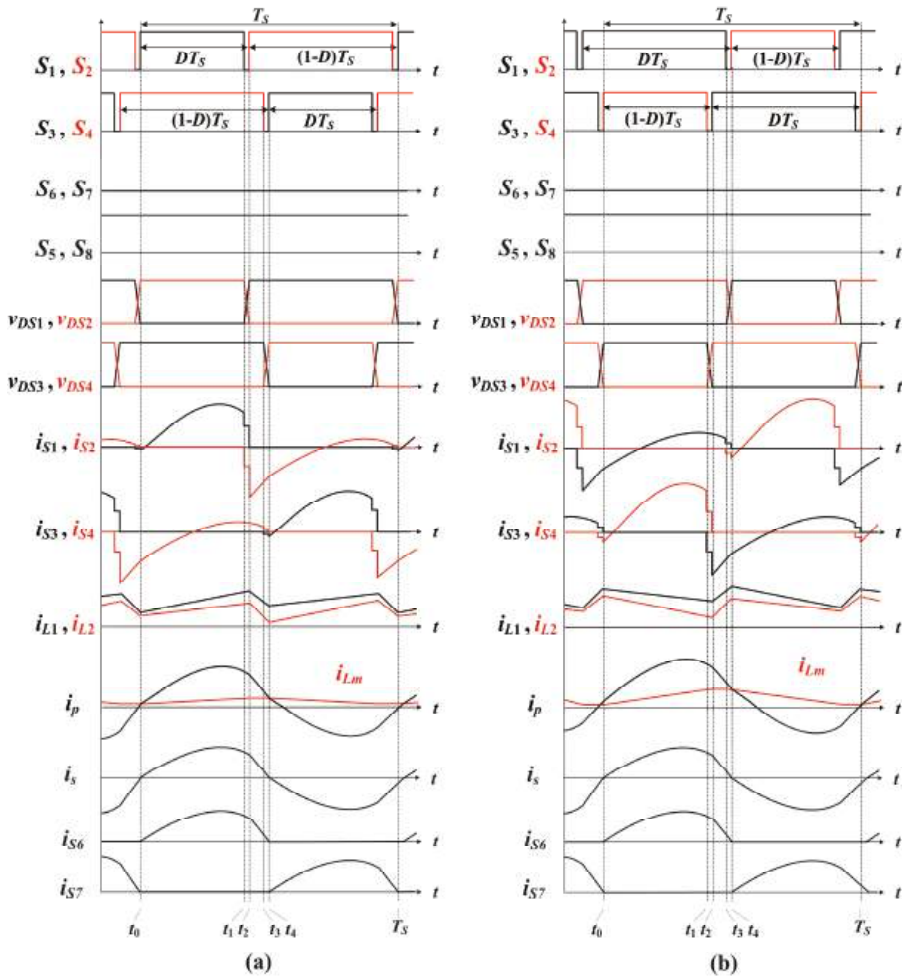 T_S
DT_S
(1-D)T_S
S_1 , S_2
t
(1-D)T_S
DT_S
S_3 , S_4
t
S_6 , S_7
t
S_5 , S_8
t
v_DS1 , v_DS2
t
v_DS3 , v_DS4
t
i_S1 , i_S2
t
i_S3 , i_S4
t
i_L1 , i_L2
t
i_Lm
i_p
t
i_s
t
i_S6
t
i_S7
t
t_0
t_1 t_2
t_3 t_4
T_S
(a)
T_S
DT_S
(1-D)T_S
S_1 , S_2
t
(1-D)T_S
DT_S
S_3 , S_4
t
S_6 , S_7
t
S_5 , S_8
t
v_DS1 , v_DS2
t
v_DS3 , v_DS4
t
i_S1 , i_S2
t
i_S3 , i_S4
t
i_L1 , i_L2
t
i_Lm
i_p
t
i_s
t
i_S6
t
i_S7
t
t_0
t_1 t_2
t_3 t_4
T_S
(b)